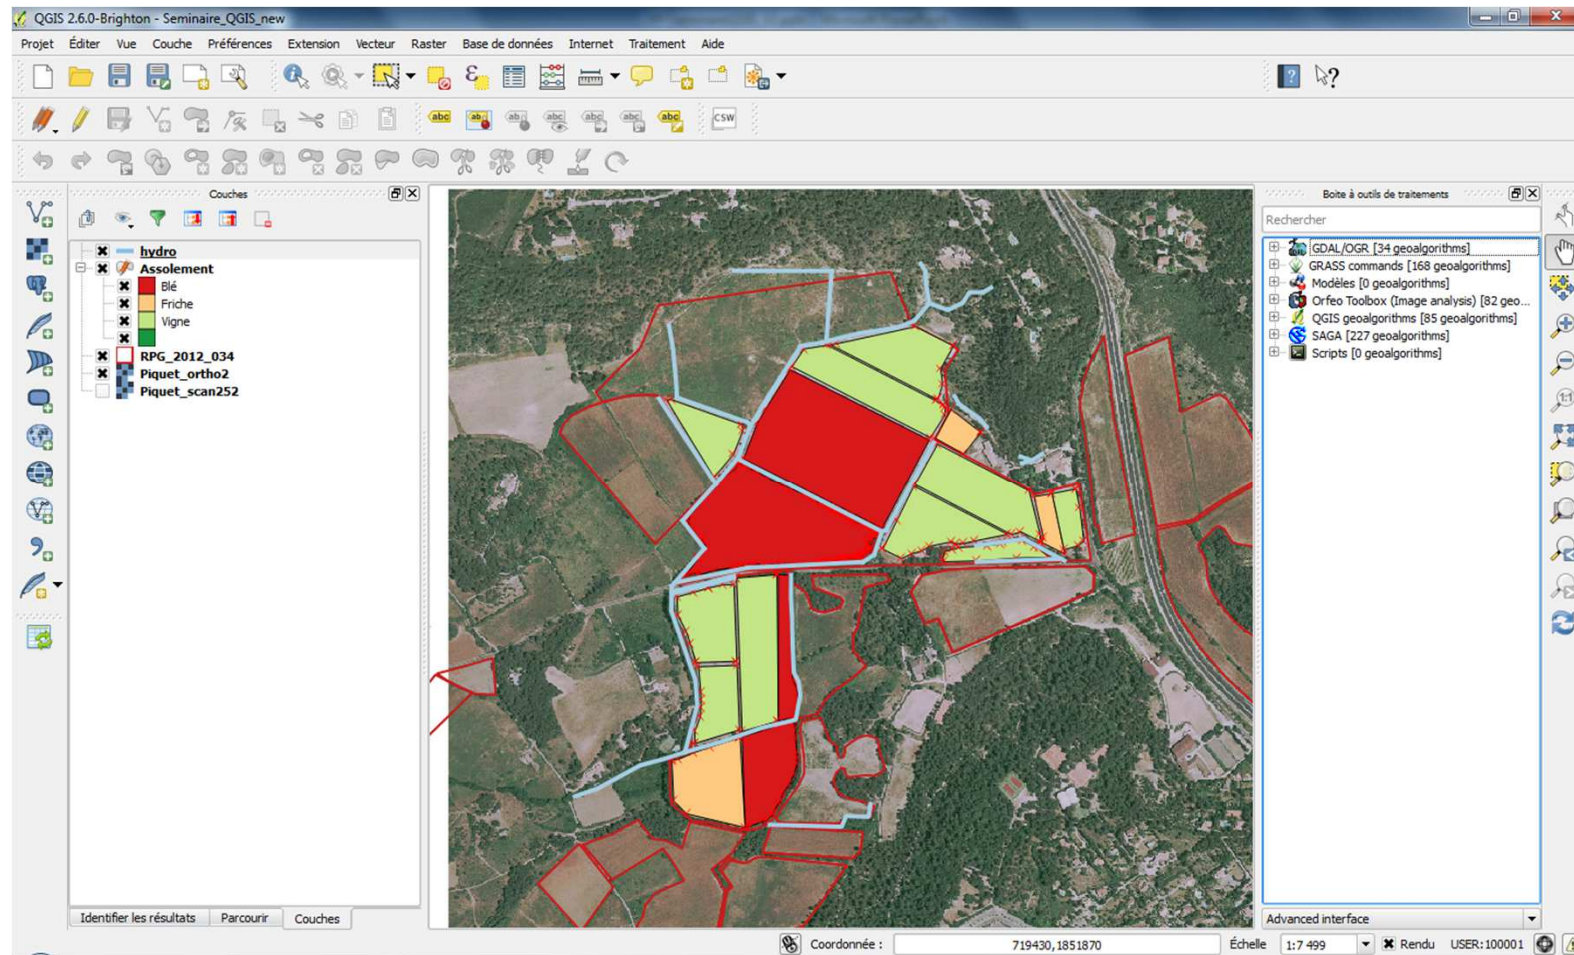 QGIS 2.6.0-Brighton - Seminaire_QGIS_new
Projet Éditer Vue Couche Préférences Extension Vecteur Raster Base de données Internet Traitement Aide
abc
CSW
Couches
hydro
Assolement
Blé
Friche
Vigne
RPG_2012_034
Piquet_ortho2
Piquet_scan252
Identifier les résultats Parcourir Couches
Boite à outils de traitements
Rechercher
GDAL/OGR [34 geoalgorithms]
GRASS commands [168 geoalgorithms]
Modèles [0 geoalgorithms]
Orfeo Toolbox (Image analysis) [82 geo...
QGIS geoalgorithms [85 geoalgorithms]
SAGA [227 geoalgorithms]
Scripts [0 geoalgorithms]
Advanced interface
Coordonnée : 719430,1851870 Échelle 1:7 499 Rendu USER:100001